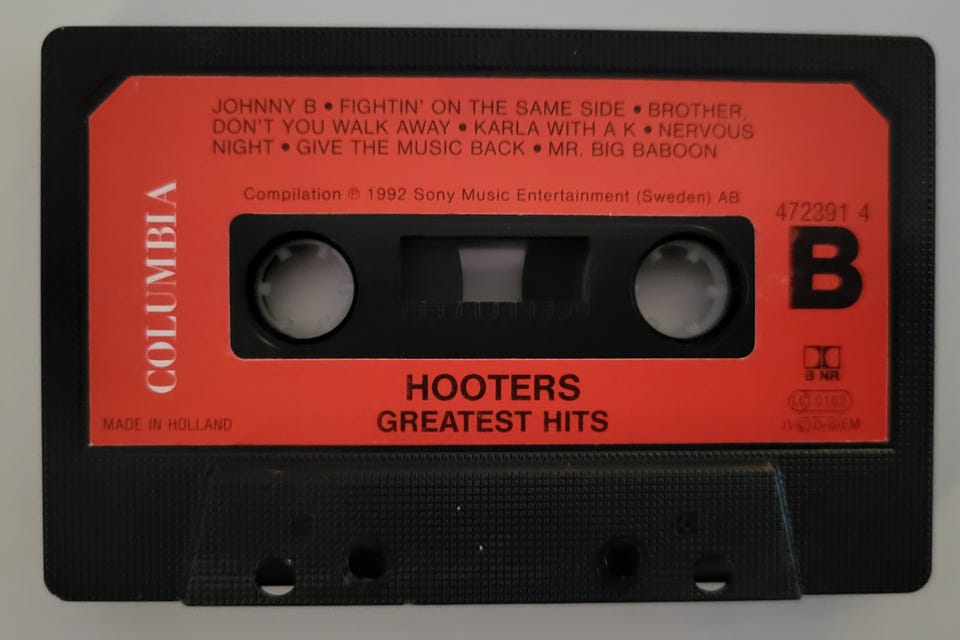 JOHNNY B • FIGHTIN' ON THE SAME SIDE • BROTHER,
DON'T YOU WALK AWAY • KARLA WITH A K • NERVOUS
NIGHT • GIVE THE MUSIC BACK • MR. BIG BABOON
Compilation ℗ 1992 Sony Music Entertainment (Sweden) AB
COLUMBIA
472391 4
B
B NR
HOOTERS
GREATEST HITS
MADE IN HOLLAND